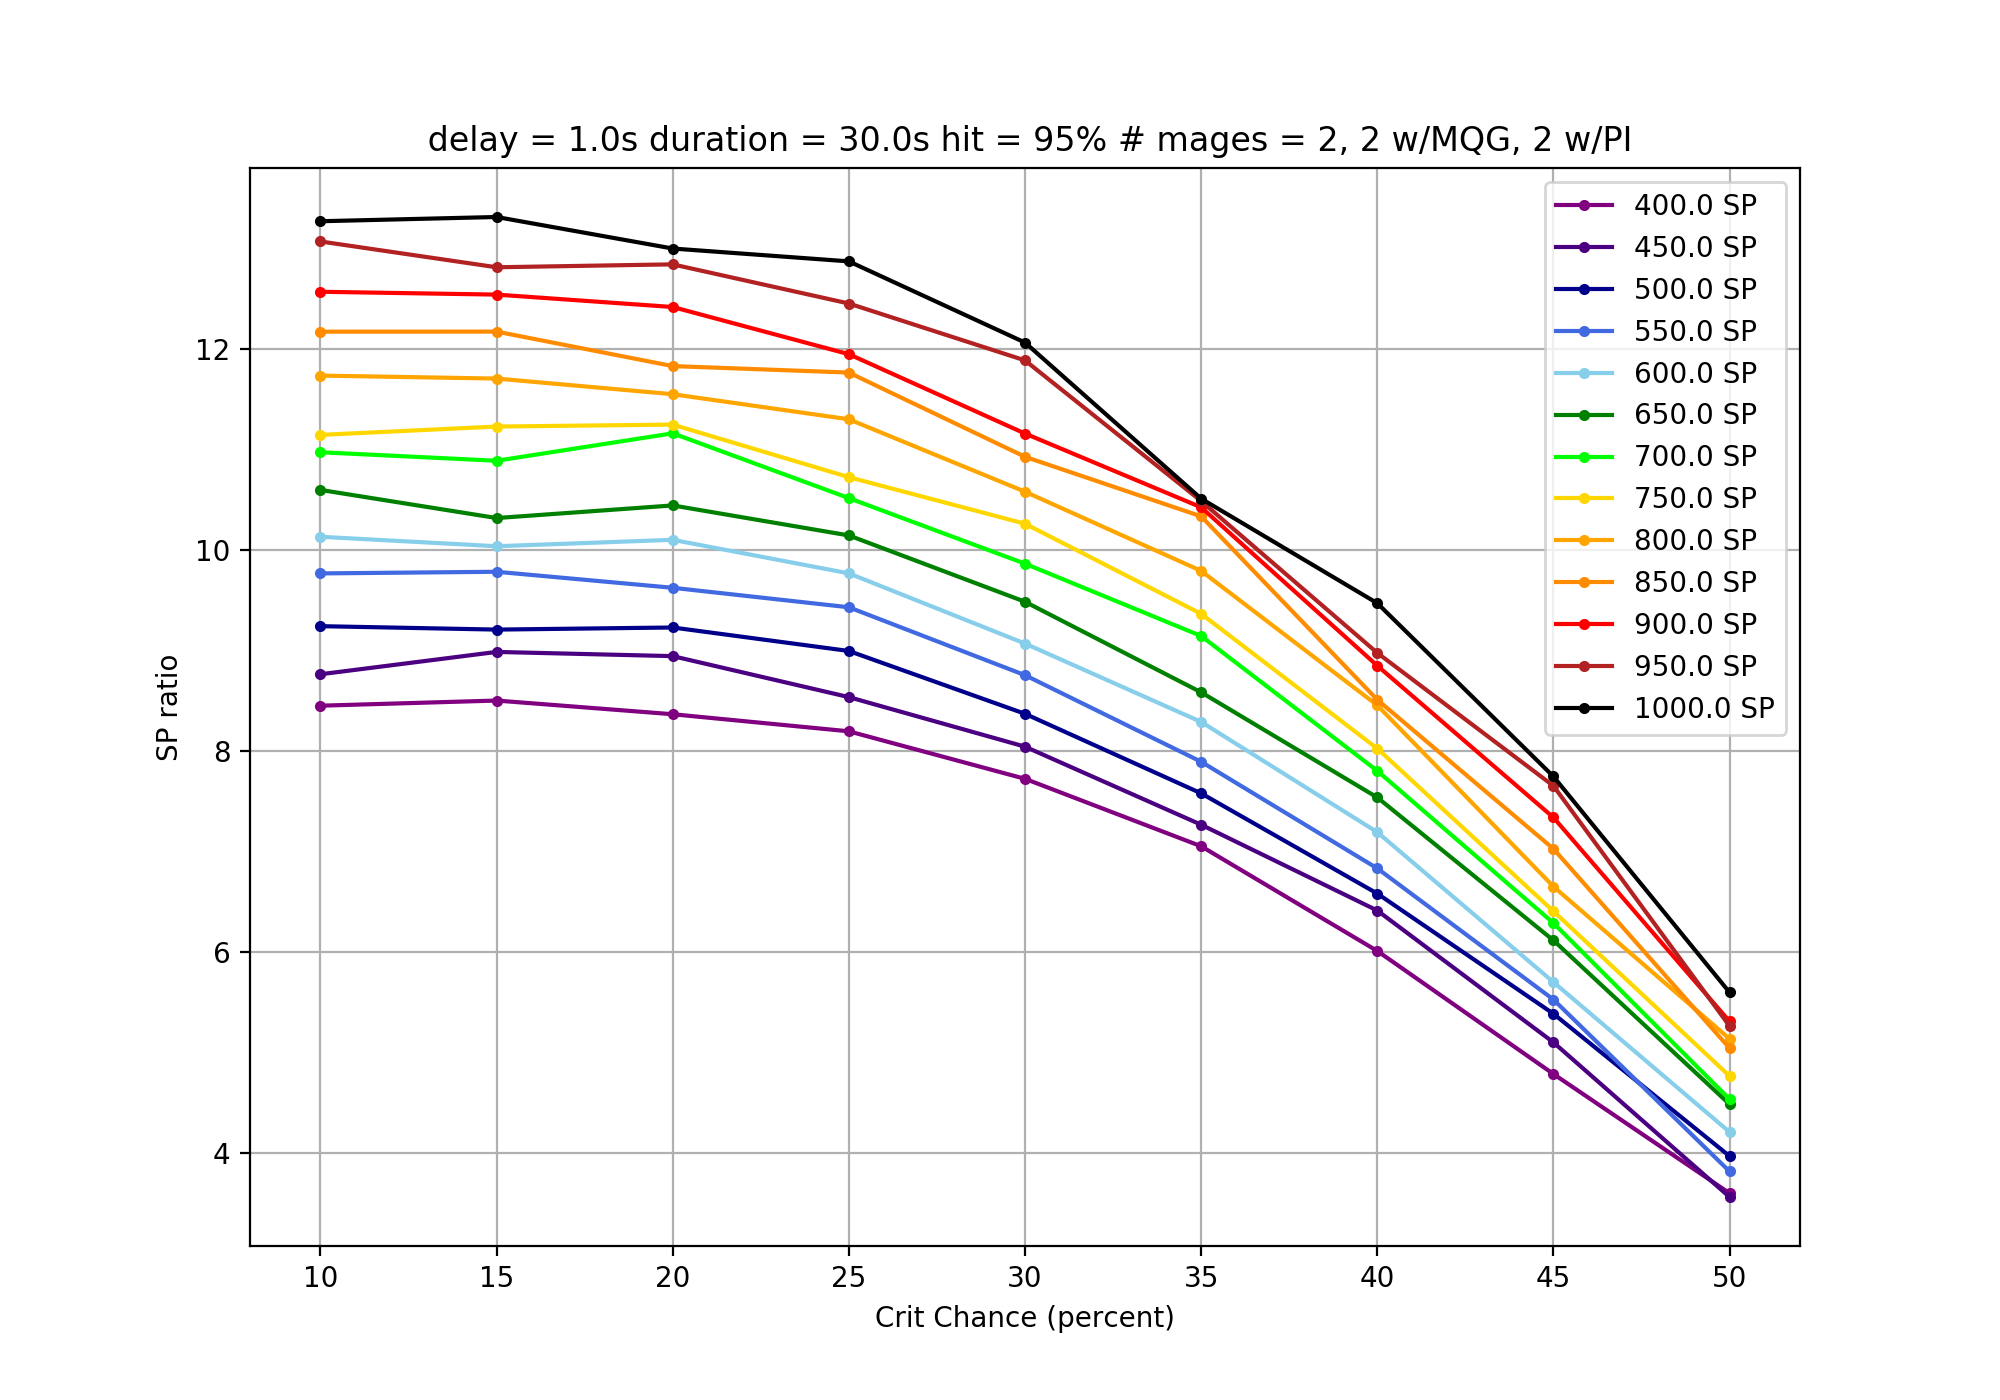 delay = 1.0s duration = 30.0s hit = 95% # mages = 2, 2 w/MQG, 2 w/PI
400.0 SP
450.0 SP
500.0 SP
550.0 SP
600.0 SP
650.0 SP
700.0 SP
750.0 SP
800.0 SP
850.0 SP
900.0 SP
950.0 SP
1000.0 SP
12
10
8
6
4
SP ratio
10 15 20 25 30 35 40 45 50
Crit Chance (percent)